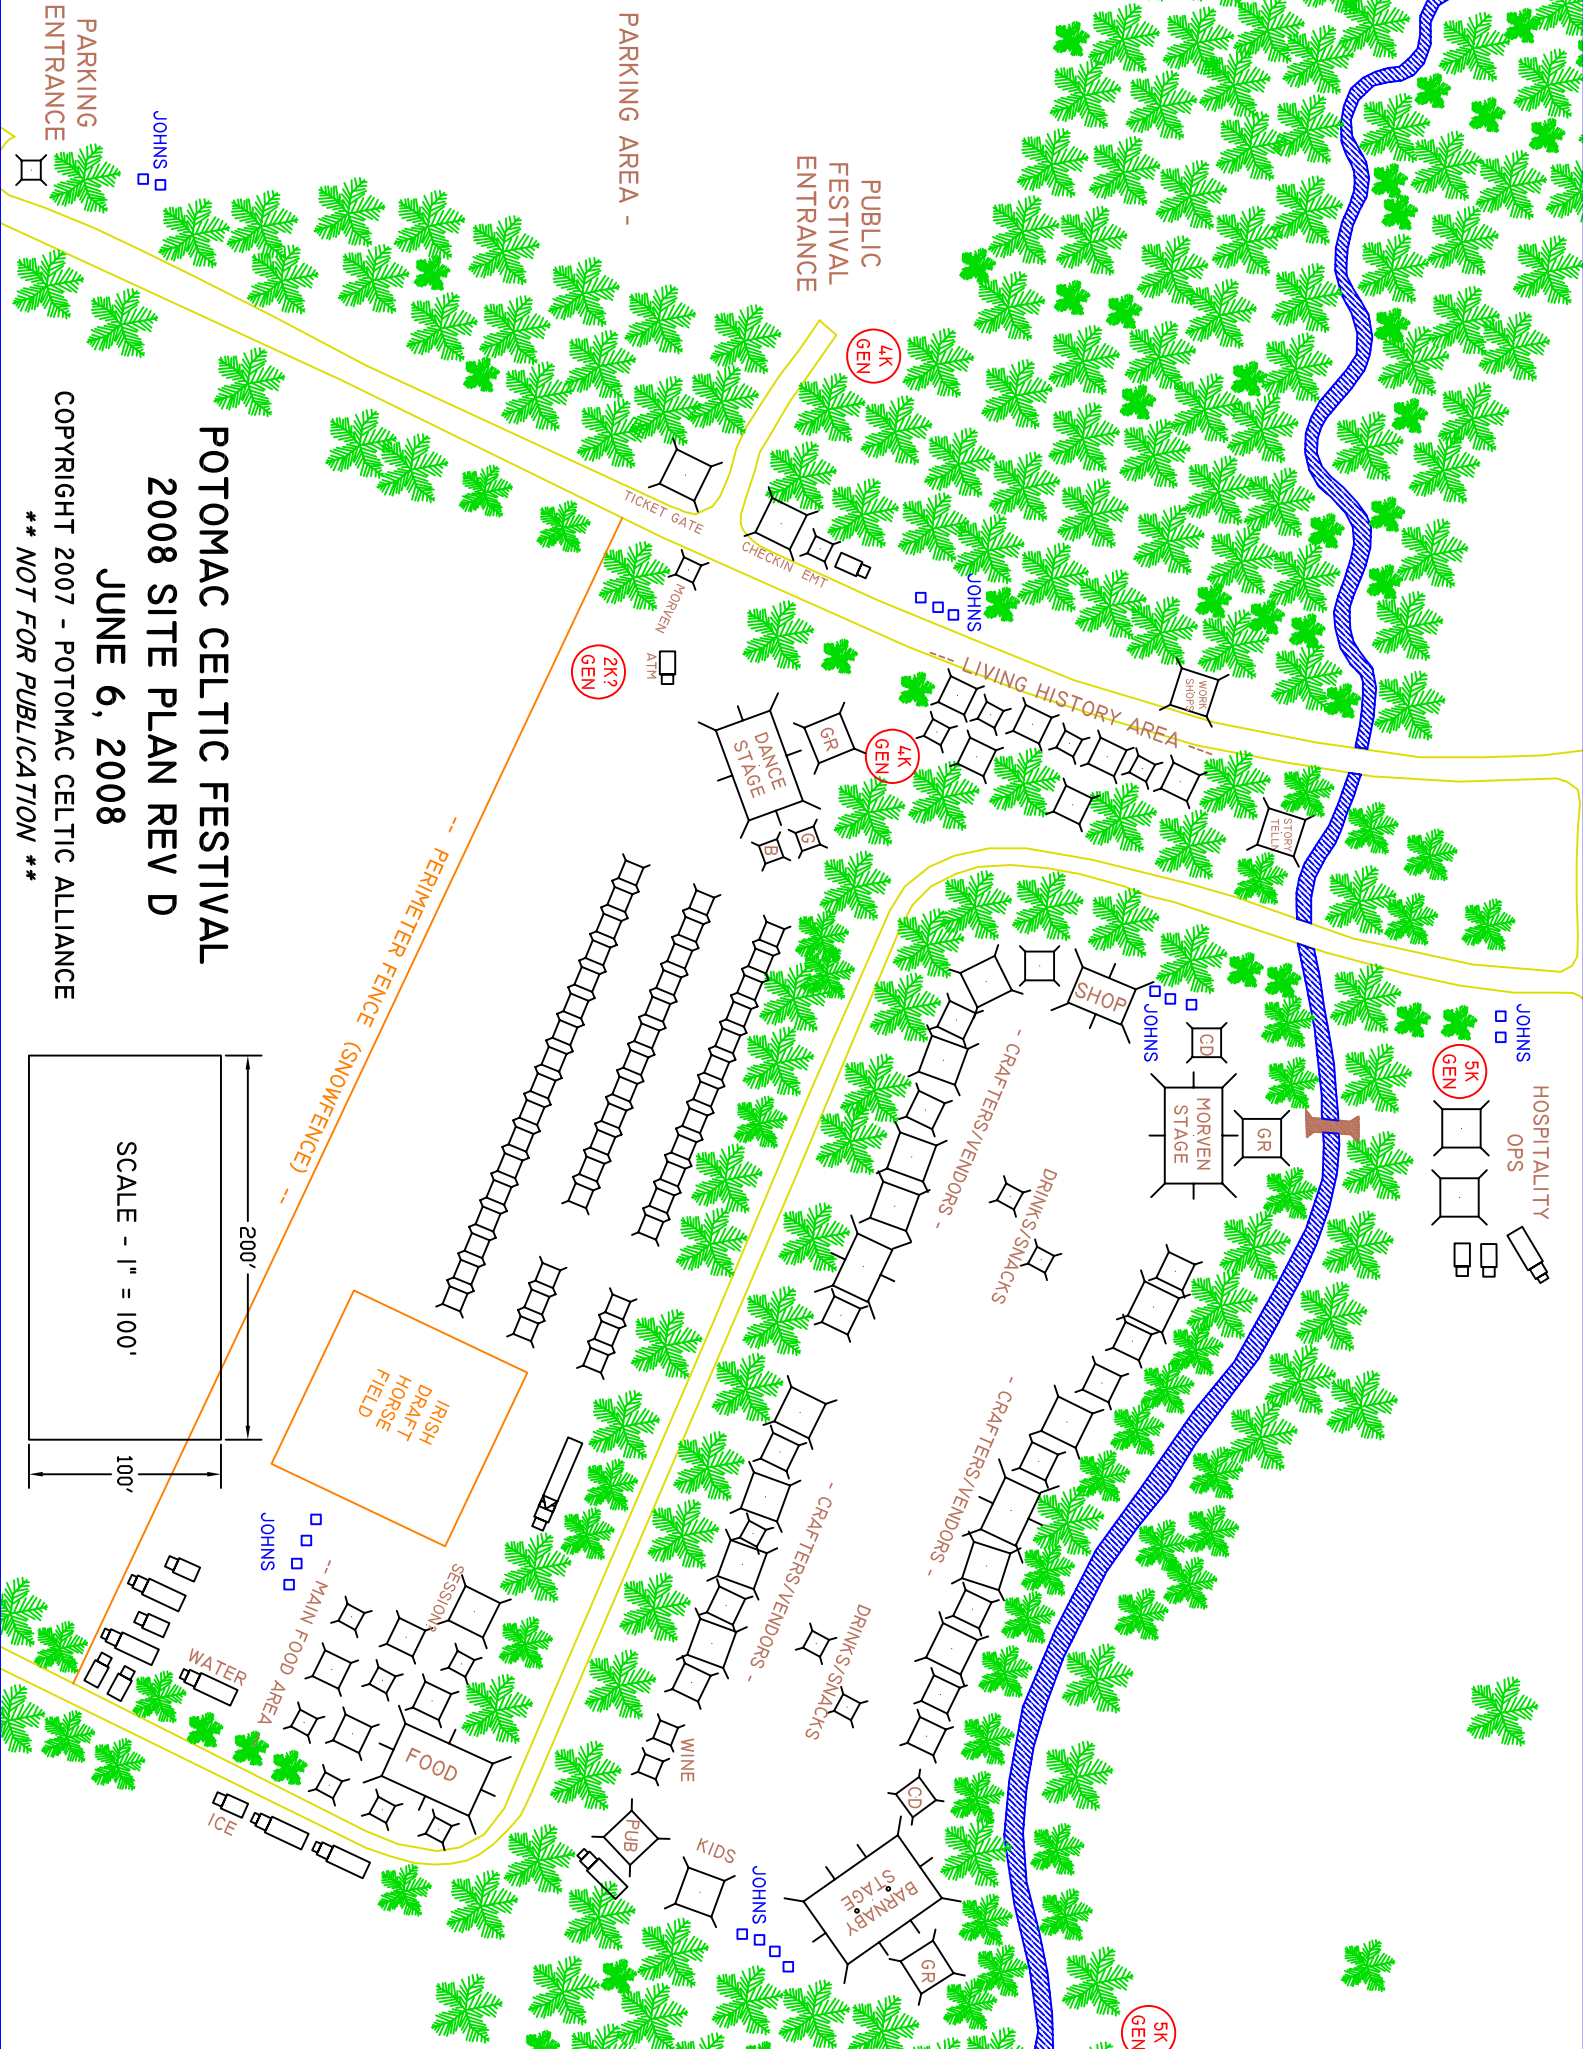 PARKING
ENTRANCE
JOHNS
PARKING AREA -
PUBLIC
FESTIVAL
ENTRANCE
4K
GEN
TICKET GATE
CHECKIN EMT
MORVEN
ATM
2K?
GEN
JOHNS
--- LIVING HISTORY AREA ---
WORK
SHOPS
STORY
TELLN
GR
4K
GEN
DANCE
STAGE
G
B
SHOP
JOHNS
CD
MORVEN
STAGE
GR
JOHNS
5K
GEN
HOSPITALITY
OPS
- CRAFTERS/VENDORS -
DRINKS/SNACKS
- CRAFTERS/VENDORS -
- CRAFTERS/VENDORS -
DRINKS/SNACKS
-- PERIMETER FENCE (SNOWFENCE) --
IRISH
DRAFT
HORSE
FIELD
JOHNS
SESSIONS
-- MAIN FOOD AREA --
WATER
FOOD
ICE
WINE
PUB
KIDS
JOHNS
CD
BARNABY
STAGE
GR
5K
GEN
POTOMAC CELTIC FESTIVAL
2008 SITE PLAN REV D
JUNE 6, 2008
COPYRIGHT 2007 - POTOMAC CELTIC ALLIANCE
** NOT FOR PUBLICATION **
200'
SCALE - 1" = 100'
100'